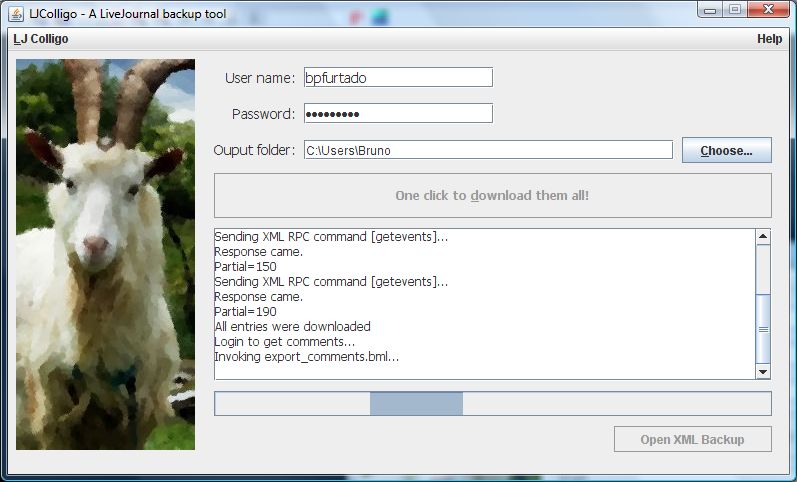 LJColligo - A LiveJournal backup tool
LJ Colligo Help
User name: bpfurtado
Password: •••••••••
Ouput folder: C:\Users\Bruno Choose...
One click to download them all!
Sending XML RPC command [getevents]...
Response came.
Partial=150
Sending XML RPC command [getevents]...
Response came.
Partial=190
All entries were downloaded
Login to get comments...
Invoking export_comments.bml...
Open XML Backup